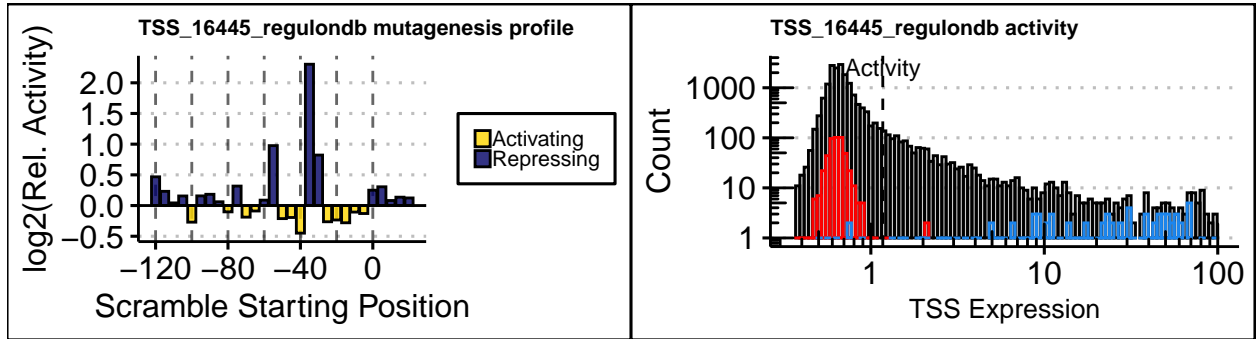 TSS_16445_regulondb mutagenesis profile
log2(Rel. Activity)
2.0
1.5
1.0
0.5
0.0
−0.5
−120
−80
−40
0
Scramble Starting Position
Activating
Repressing
TSS_16445_regulondb activity
Activity
Count
1000
100
10
1
1
10
100
TSS Expression